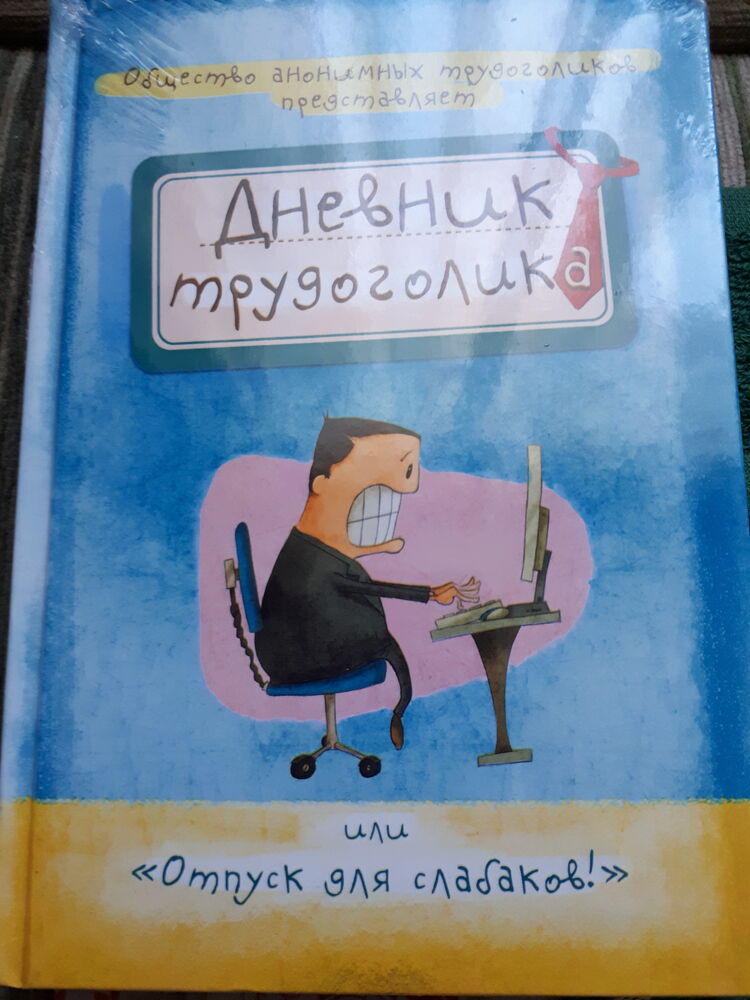 Общество анонимных трудоголиков
представляет
Дневник
трудоголика
или
«Отпуск для слабаков!»